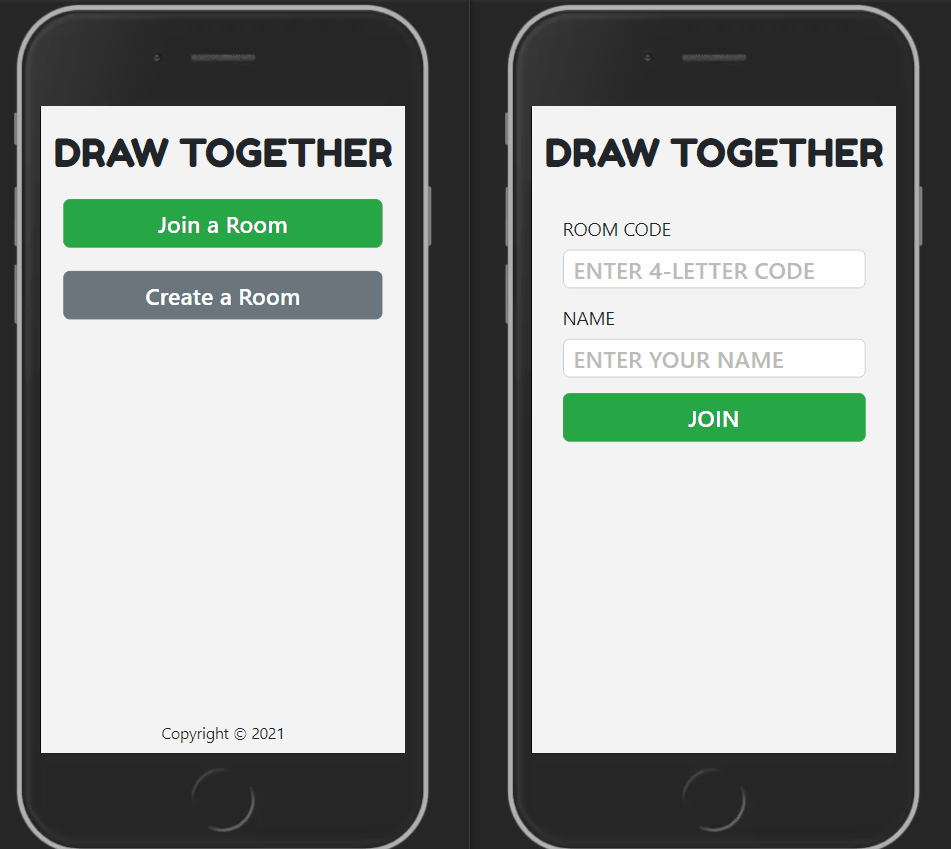 DRAW TOGETHER
Join a Room
Create a Room
Copyright © 2021
DRAW TOGETHER
ROOM CODE
ENTER 4-LETTER CODE
NAME
ENTER YOUR NAME
JOIN